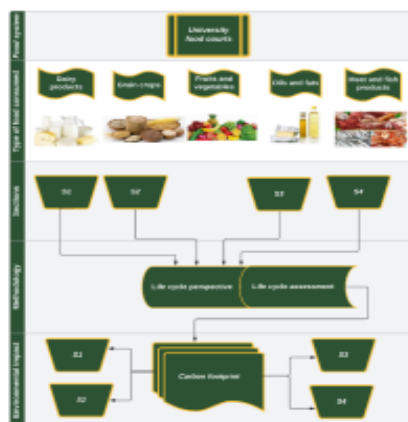 Food system
University
food courts
Type of food consumed
Dairy
products
Grain crops
Fruits and
vegetables
Oils and fats
Meat and fish
products
Sections
S1
S2
S3
S4
Methodology
Life cycle perspective
Life cycle assessment
Environmental impact
S1
S2
Carbon footprint
S3
S4